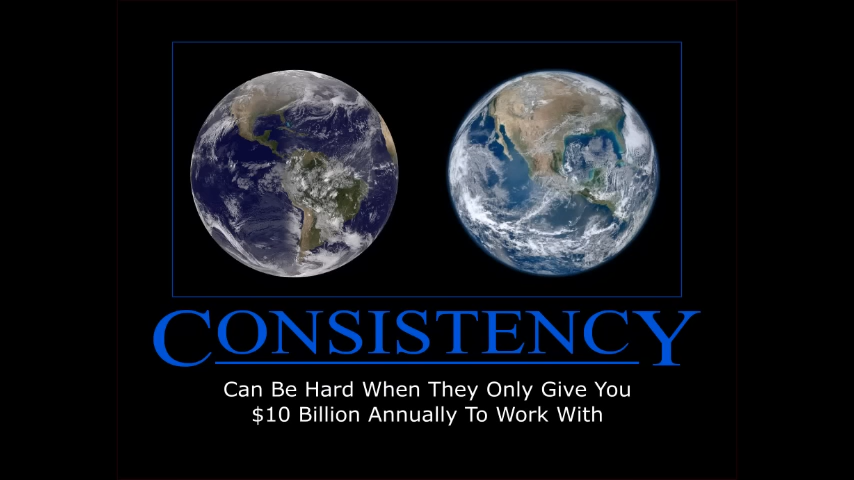 CONSISTENCY
Can Be Hard When They Only Give You
$10 Billion Annually To Work With